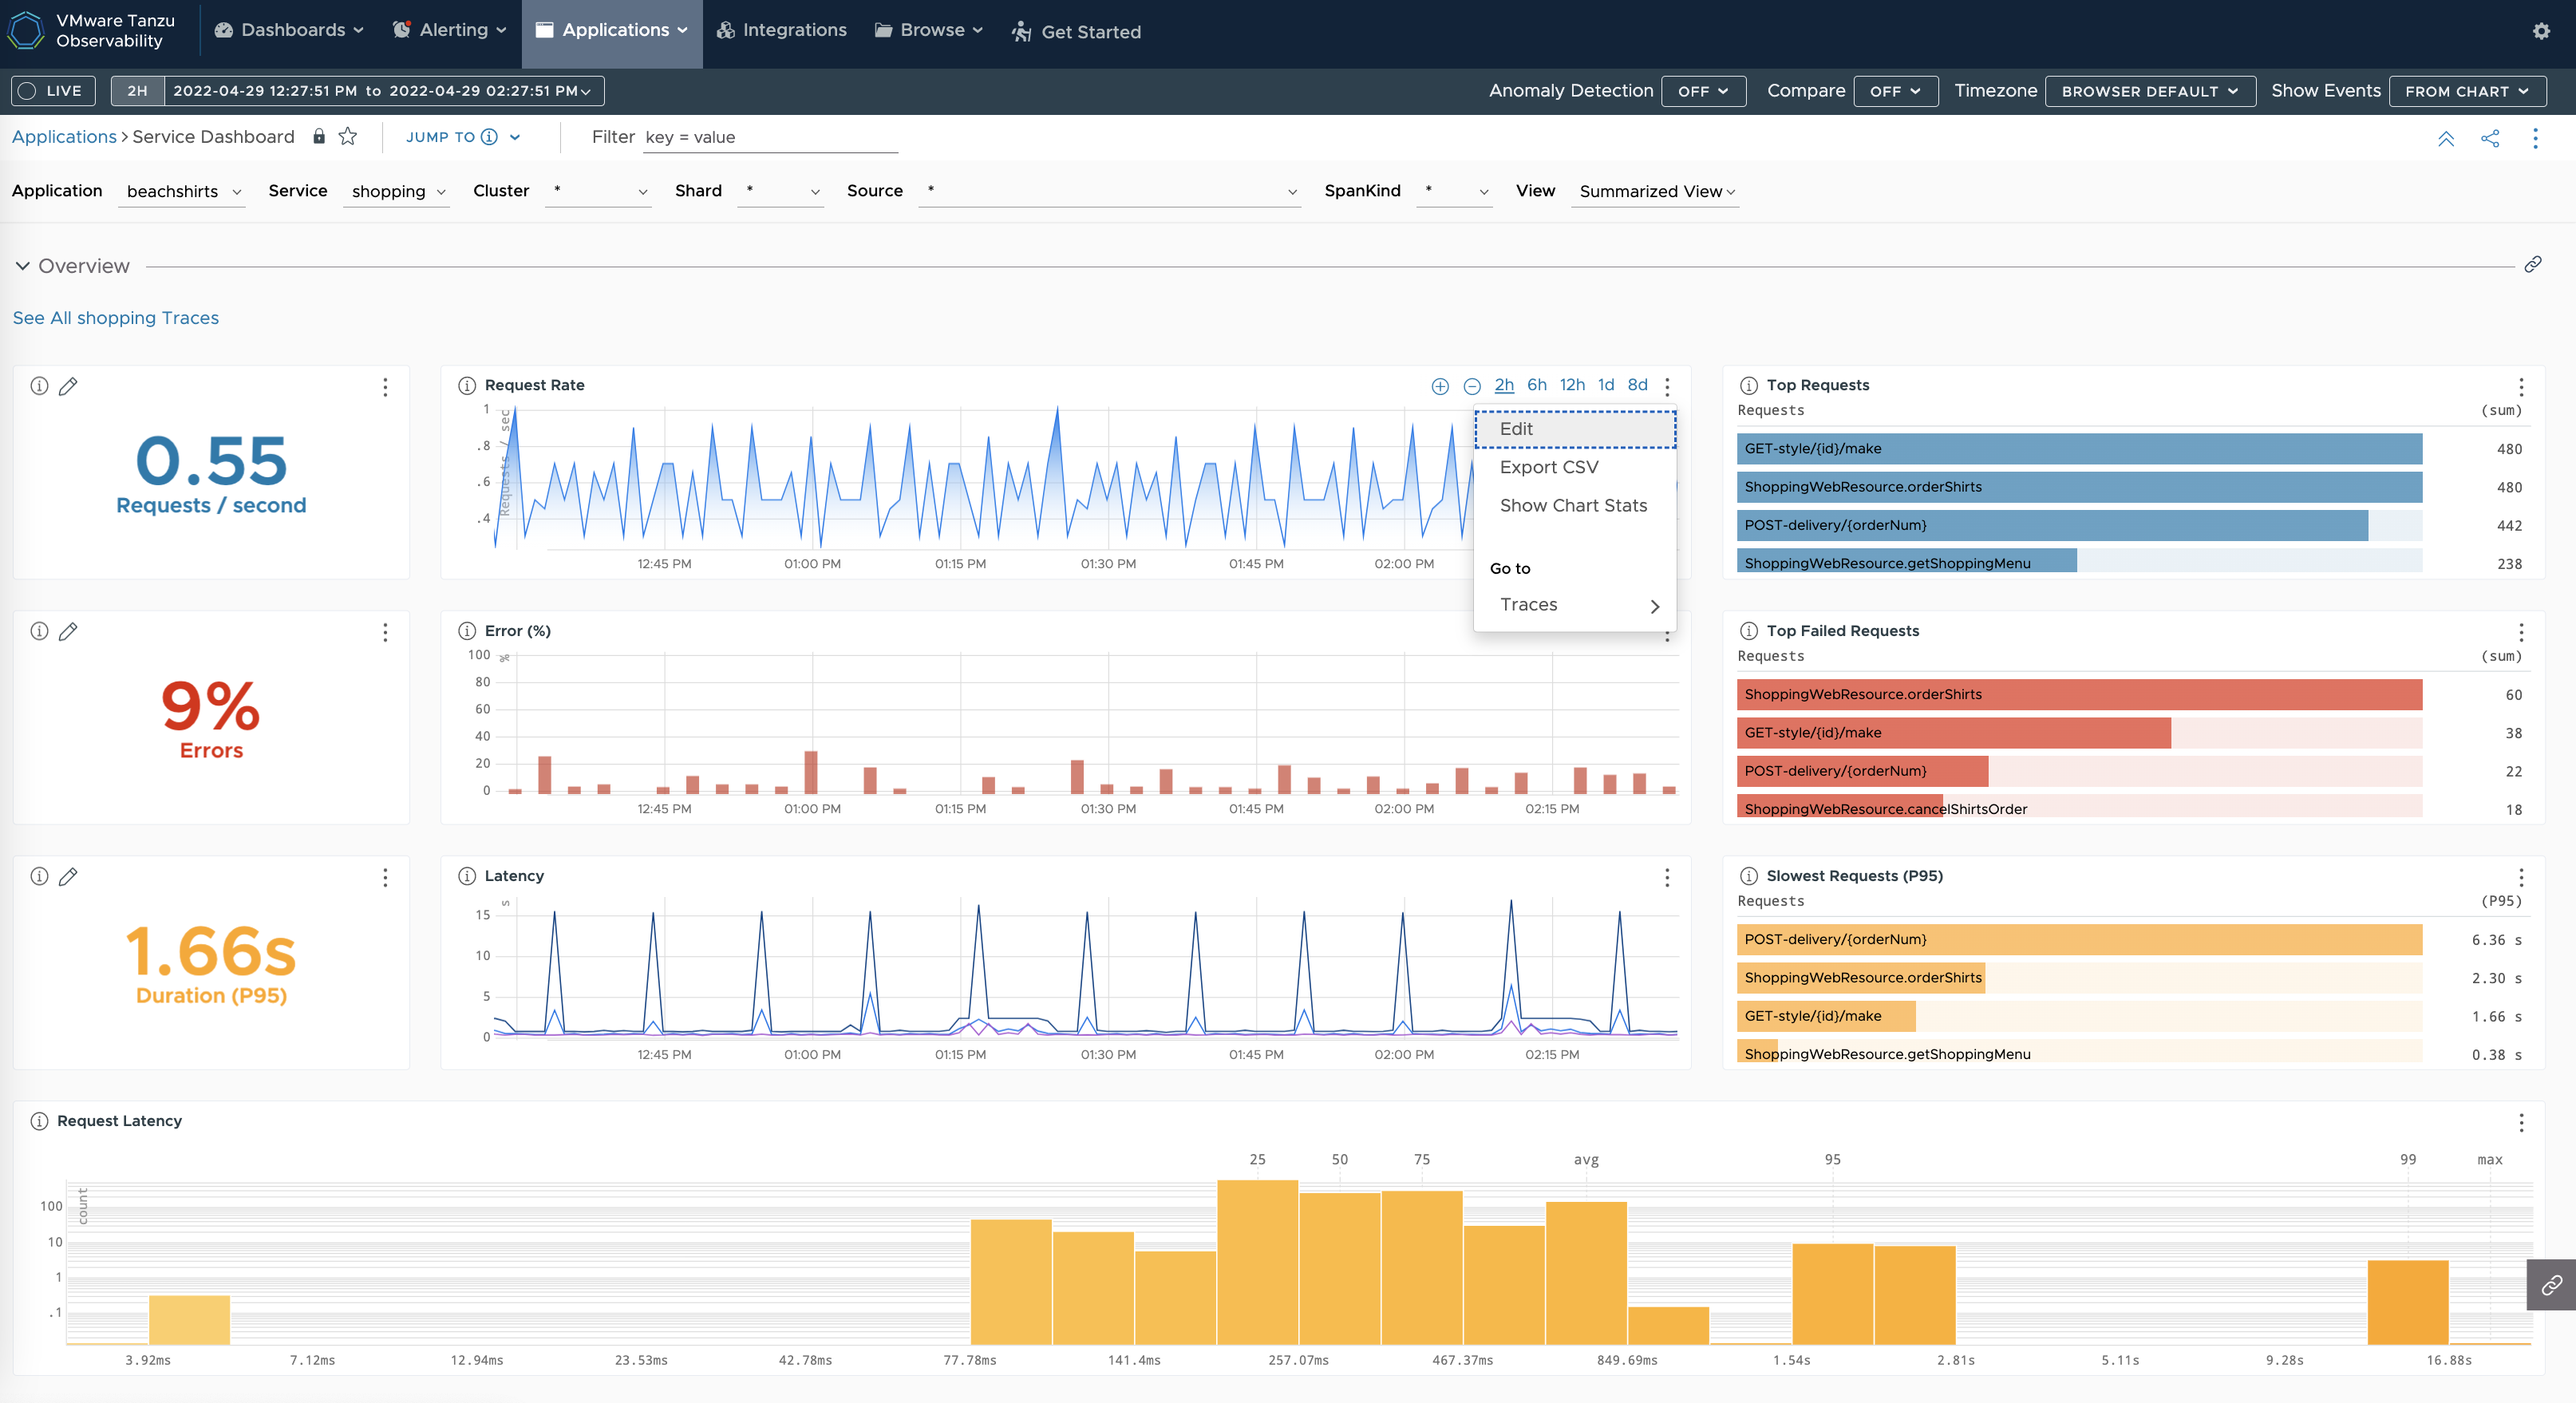 VMware Tanzu
Observability
Dashboards
Alerting
Applications
Integrations
Browse
Get Started
LIVE
2H
2022-04-29 12:27:51 PM to 2022-04-29 02:27:51 PM
Anomaly Detection
OFF
Compare
OFF
Timezone
BROWSER DEFAULT
Show Events
FROM CHART
Applications > Service Dashboard
JUMP TO
Filter
key = value
Application
beachshirts
Service
shopping
Cluster
*
Shard
*
Source
*
SpanKind
*
View
Summarized View
Overview
See All shopping Traces
0.55
Requests / second
Request Rate
2h 6h 12h 1d 8d
Requests / sec
1
.8
.6
.4
12:45 PM 01:00 PM 01:15 PM 01:30 PM 01:45 PM 02:00 PM
Edit
Export CSV
Show Chart Stats
Go to
Traces
Top Requests
Requests (sum)
GET-style/{id}/make 480
ShoppingWebResource.orderShirts 480
POST-delivery/{orderNum} 442
ShoppingWebResource.getShoppingMenu 238
9%
Errors
Error (%)
%
100
80
60
40
20
0
12:45 PM 01:00 PM 01:15 PM 01:30 PM 01:45 PM 02:00 PM 02:15 PM
Top Failed Requests
Requests (sum)
ShoppingWebResource.orderShirts 60
GET-style/{id}/make 38
POST-delivery/{orderNum} 22
ShoppingWebResource.cancelShirtsOrder 18
1.66s
Duration (P95)
Latency
s
15
10
5
0
12:45 PM 01:00 PM 01:15 PM 01:30 PM 01:45 PM 02:00 PM 02:15 PM
Slowest Requests (P95)
Requests (P95)
POST-delivery/{orderNum} 6.36 s
ShoppingWebResource.orderShirts 2.30 s
GET-style/{id}/make 1.66 s
ShoppingWebResource.getShoppingMenu 0.38 s
Request Latency
25 50 75 avg 95 99 max
count
100
10
1
.1
3.92ms 7.12ms 12.94ms 23.53ms 42.78ms 77.78ms 141.4ms 257.07ms 467.37ms 849.69ms 1.54s 2.81s 5.11s 9.28s 16.88s